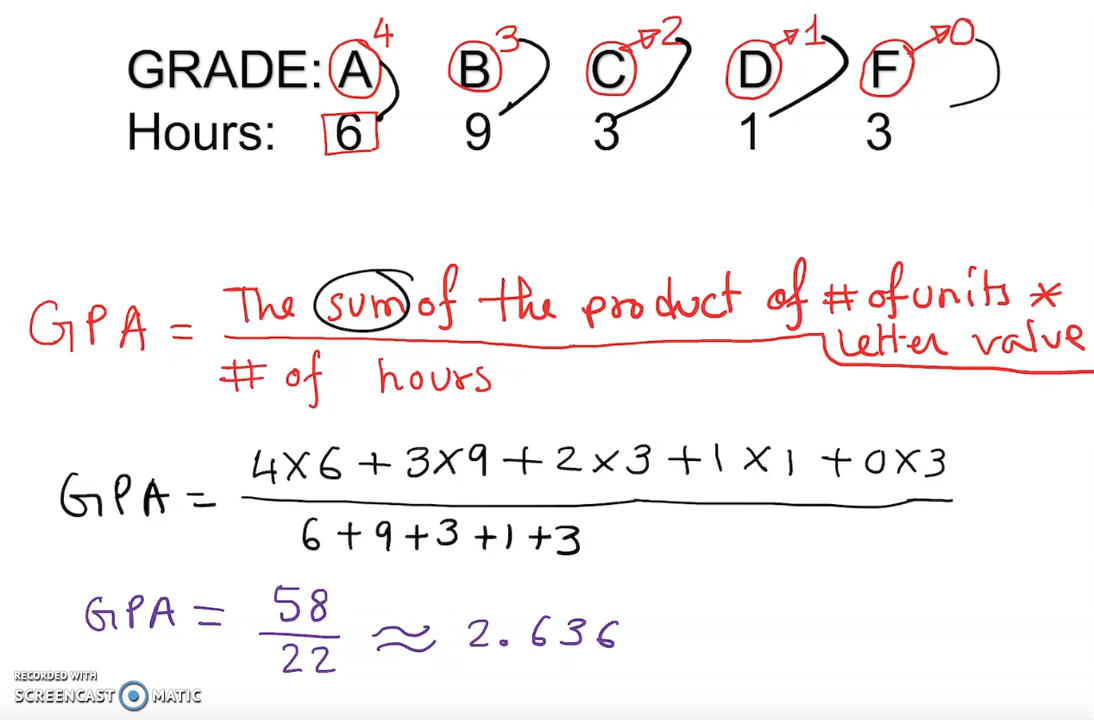 4 3 2 1 0
GRADE: A B C D F
Hours: 6 9 3 1 3
GPA = The sum of the product of # of units *
letter value
# of hours
GPA = 4x6 + 3x9 + 2x3 + 1x1 + 0x3
6+9+3+1+3
GPA = 58
22 ≈ 2.636
RECORDED WITH
SCREENCAST MATIC